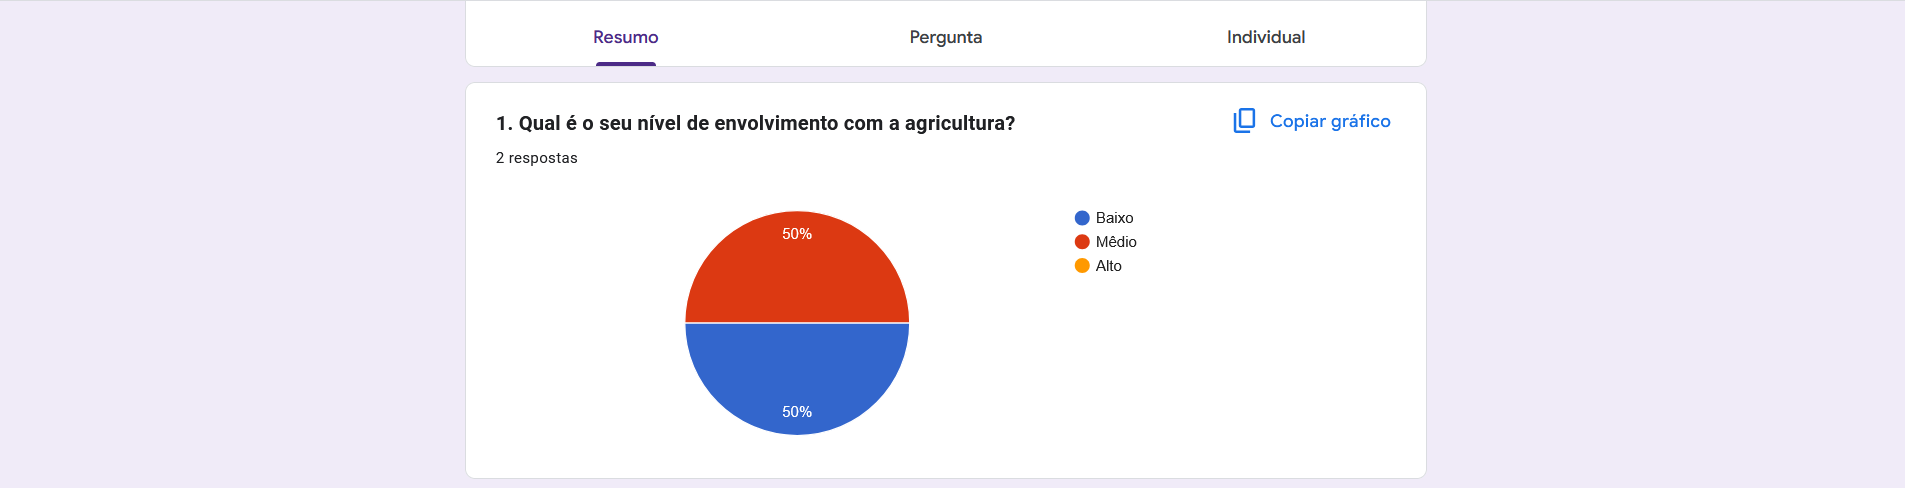 Resumo
Pergunta
Individual
1. Qual é o seu nível de envolvimento com a agricultura?
Copiar gráfico
2 respostas
50%
50%
Baixo
Mêdio
Alto